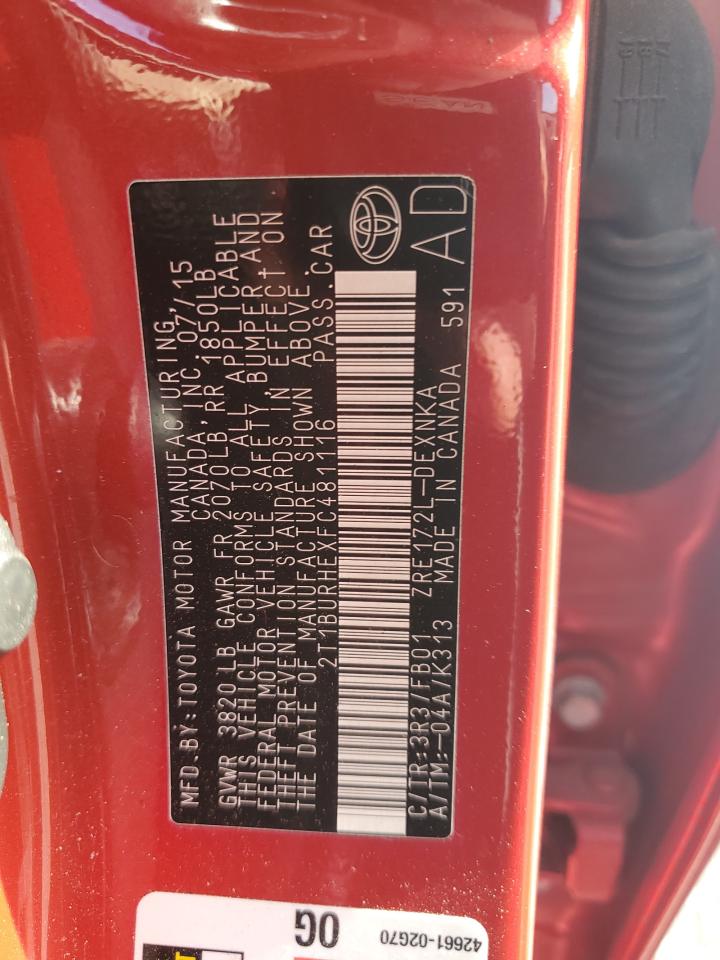 MFD.BY:TOYOTA MOTOR MANUFACTURING,
CANADA,INC. 07/15
GVWR 3820LB GAWR FR 2070LB,RR 1850LB
THIS VEHICLE CONFORMS TO ALL APPLICABLE
FEDERAL MOTOR VEHICLE SAFETY BUMPER AND
THEFT PREVENTION STANDARDS IN EFFECT ON
THE DATE OF MANUFACTURE SHOWN ABOVE.
2T1BURHEXFC481116 PASS.CAR
C/TR:3R3/FB01 ZRE172L-DEXNKA
A/TM:-04A/K313 MADE IN CANADA 591
AD
0G
42661-02G70